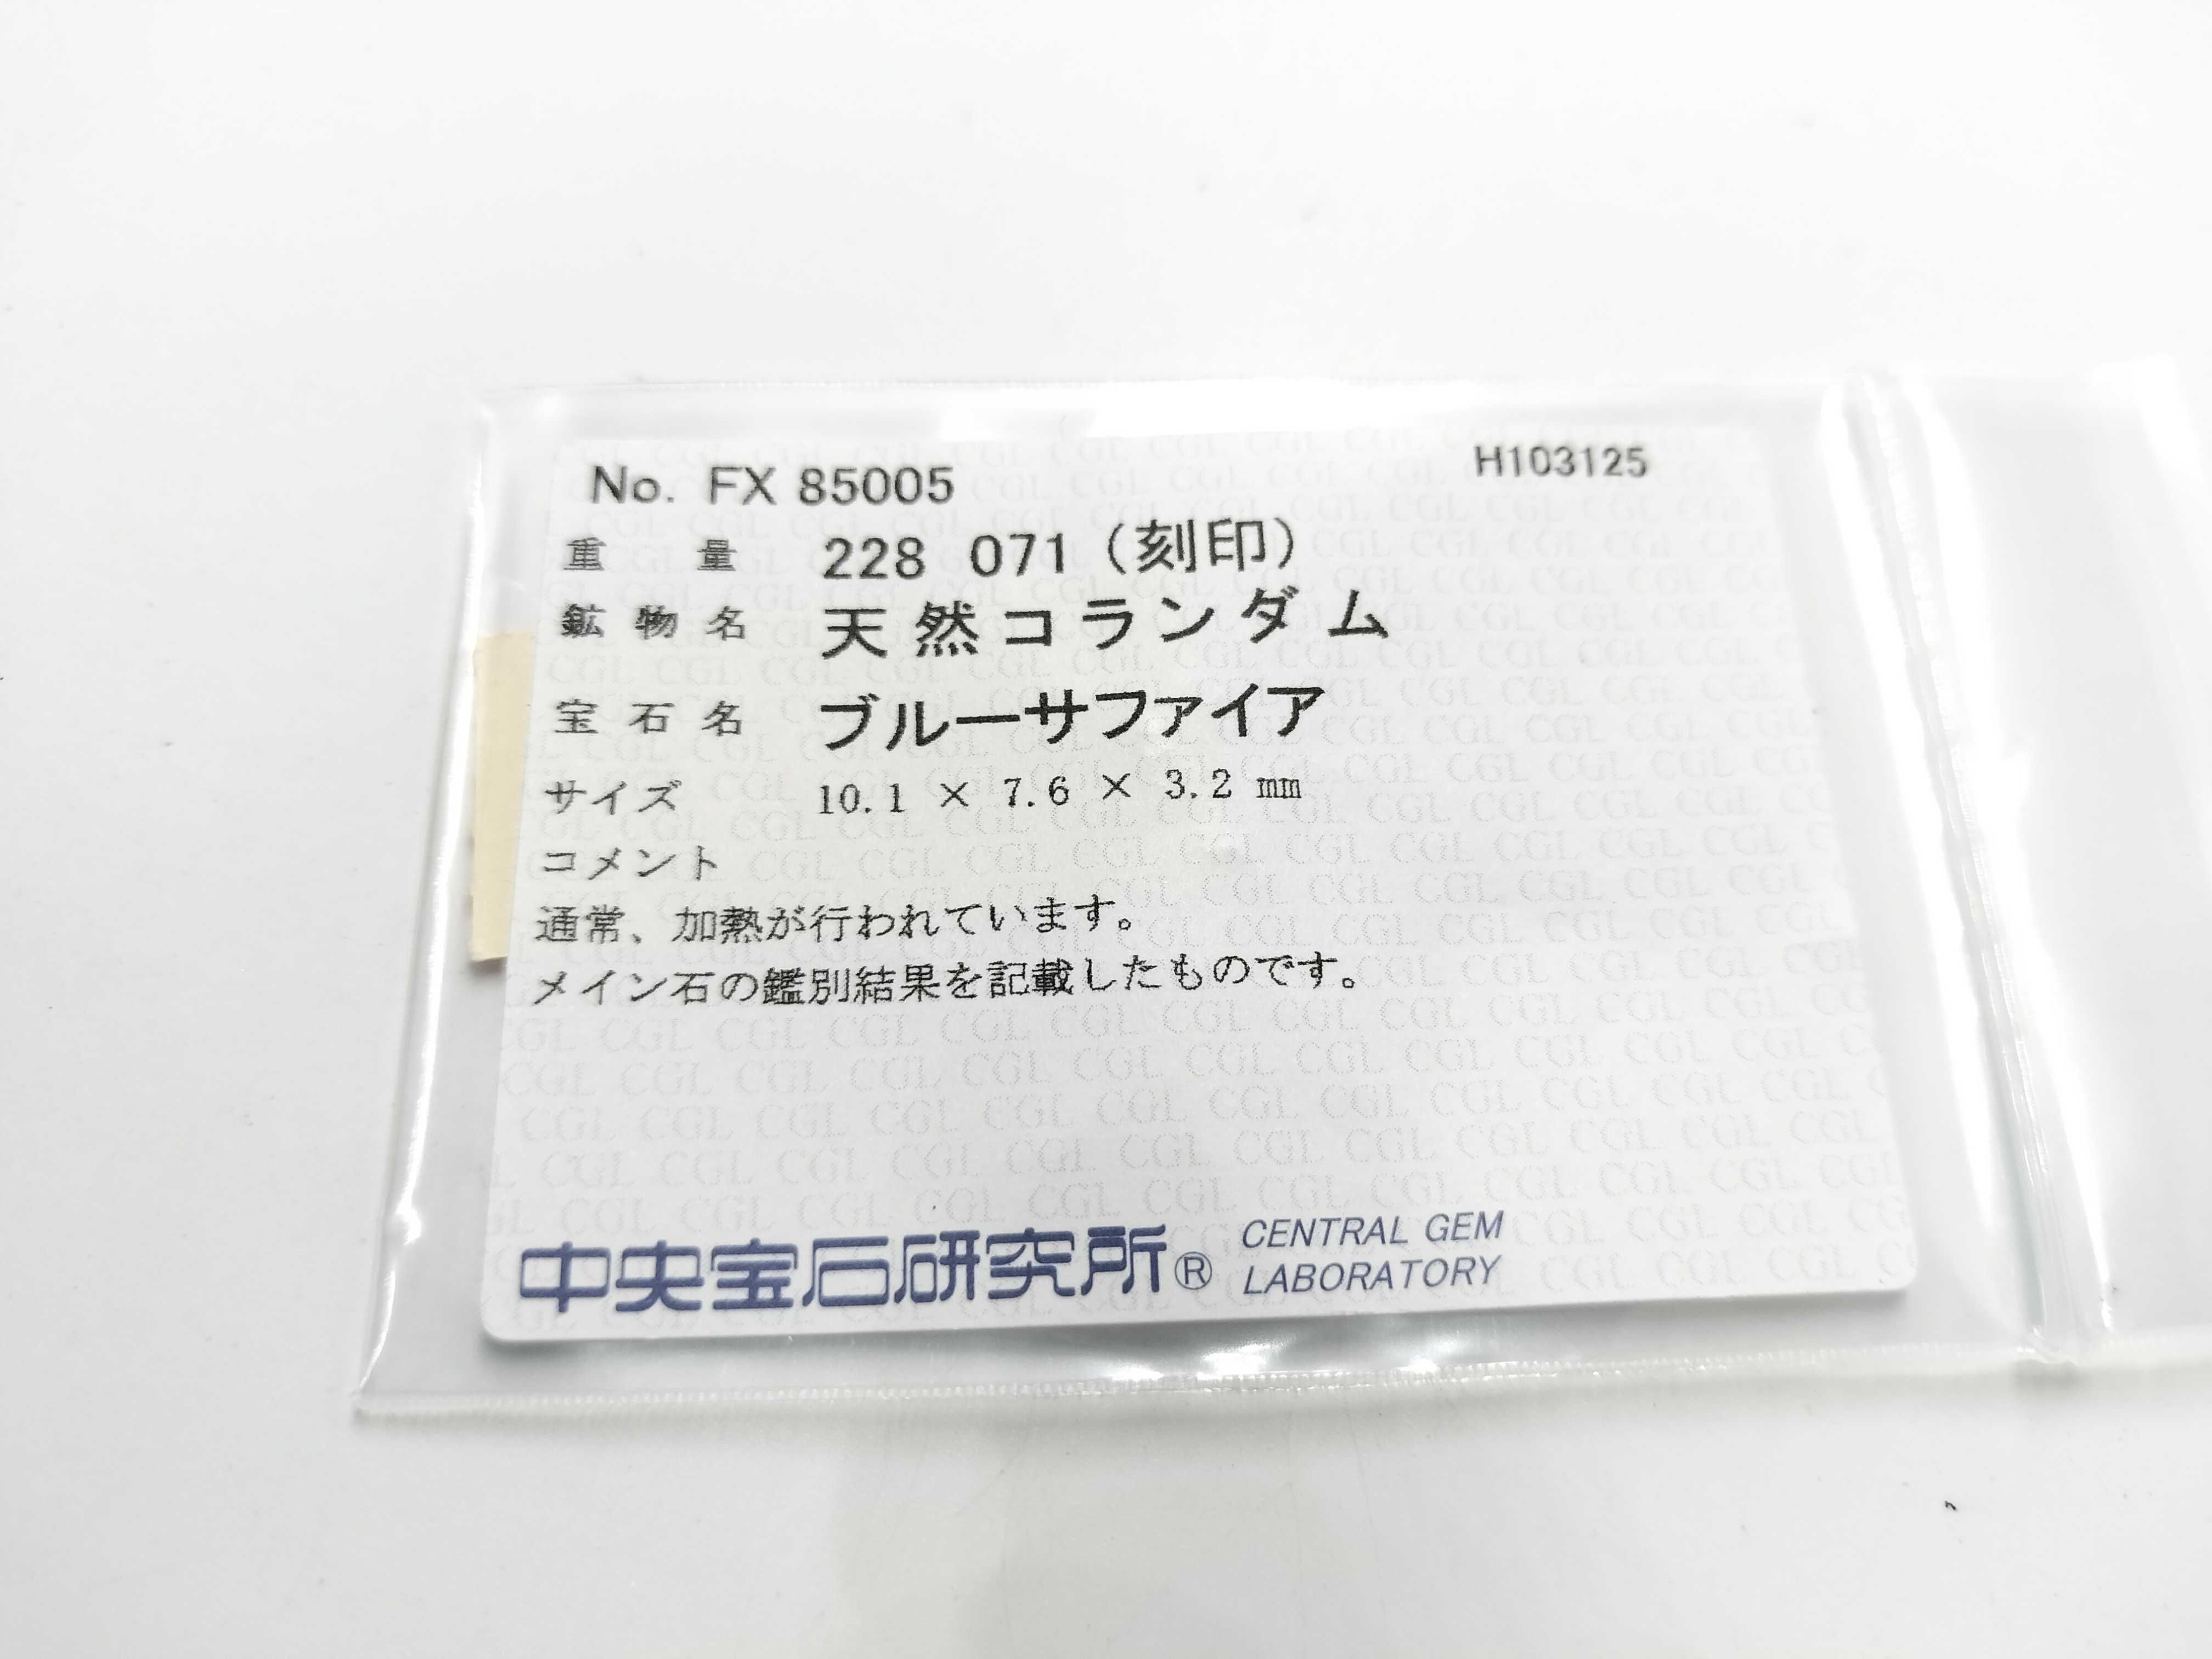 No. FX 85005 H103125
重量 228 071 (刻印)
鉱物名 天然コランダム
宝石名 ブルーサファイア
サイズ 10.1 × 7.6 × 3.2 mm
コメント
通常、加熱が行われています。
メイン石の鑑別結果を記載したものです。
中央宝石研究所® CENTRAL GEM
LABORATORY